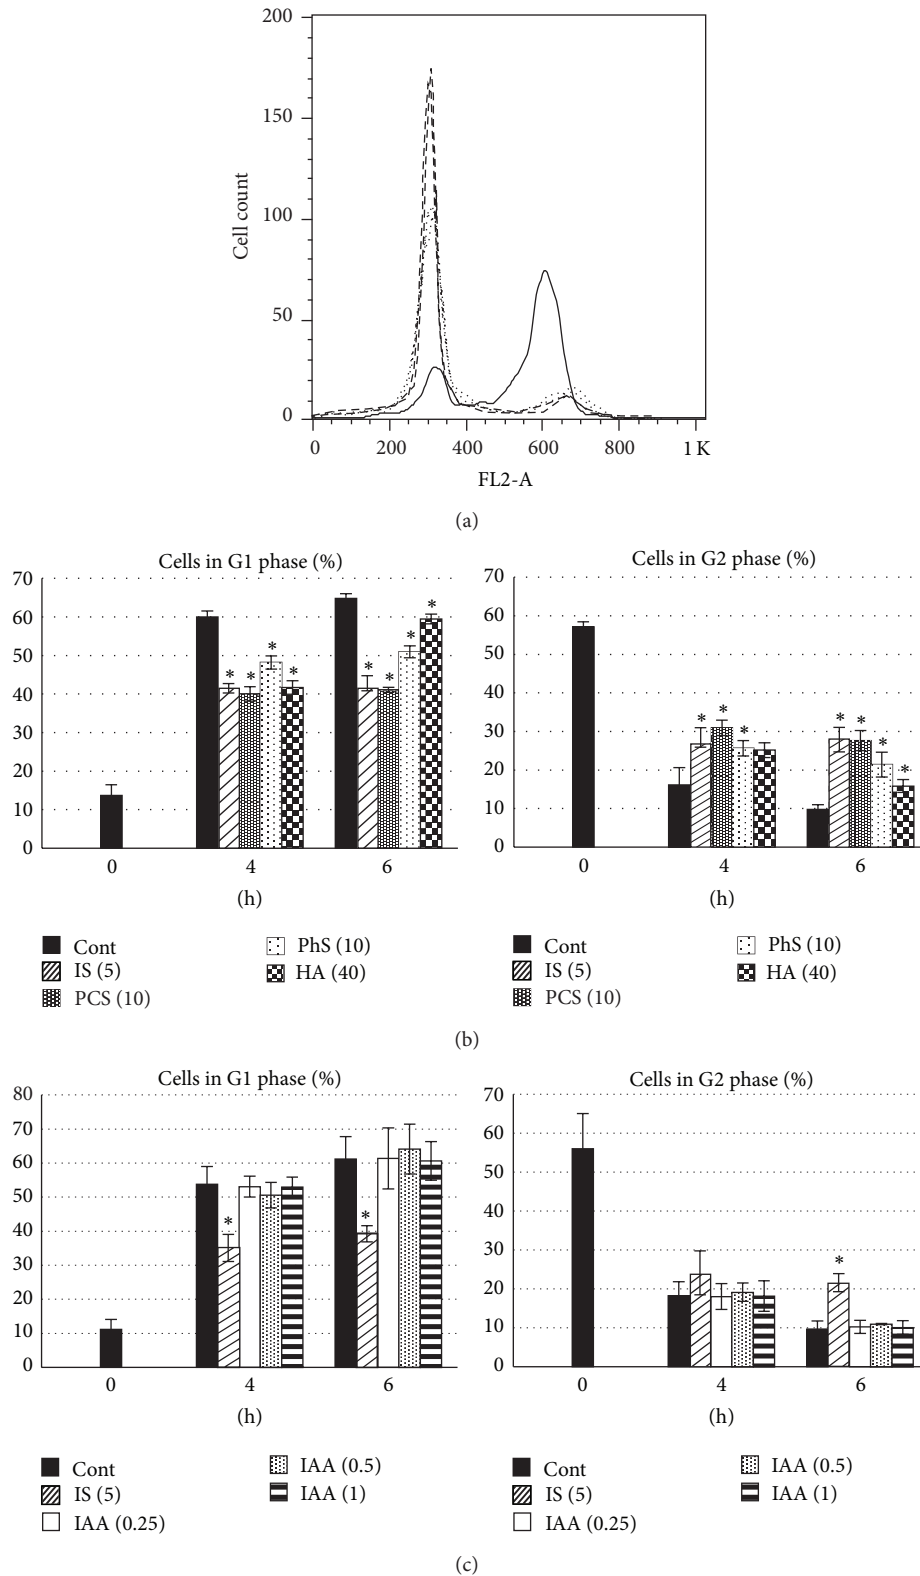 200
150
100
50
0
Cell count
0 200 400 600 800 1 K
FL2-A
(a)
Cells in G1 phase (%)
70
60
50
40
30
20
10
0
* * * *
* * * *
0 4 6
(h)
Cont
IS (5)
PCS (10)
PhS (10)
HA (40)
Cells in G2 phase (%)
70
60
50
40
30
20
10
0
* * *
* * * *
0 4 6
(h)
Cont
IS (5)
PCS (10)
PhS (10)
HA (40)
(b)
Cells in G1 phase (%)
80
70
60
50
40
30
20
10
0
*
*
0 4 6
(h)
Cont
IS (5)
IAA (0.25)
IAA (0.5)
IAA (1)
Cells in G2 phase (%)
70
60
50
40
30
20
10
0
*
0 4 6
(h)
Cont
IS (5)
IAA (0.25)
IAA (0.5)
IAA (1)
(c)